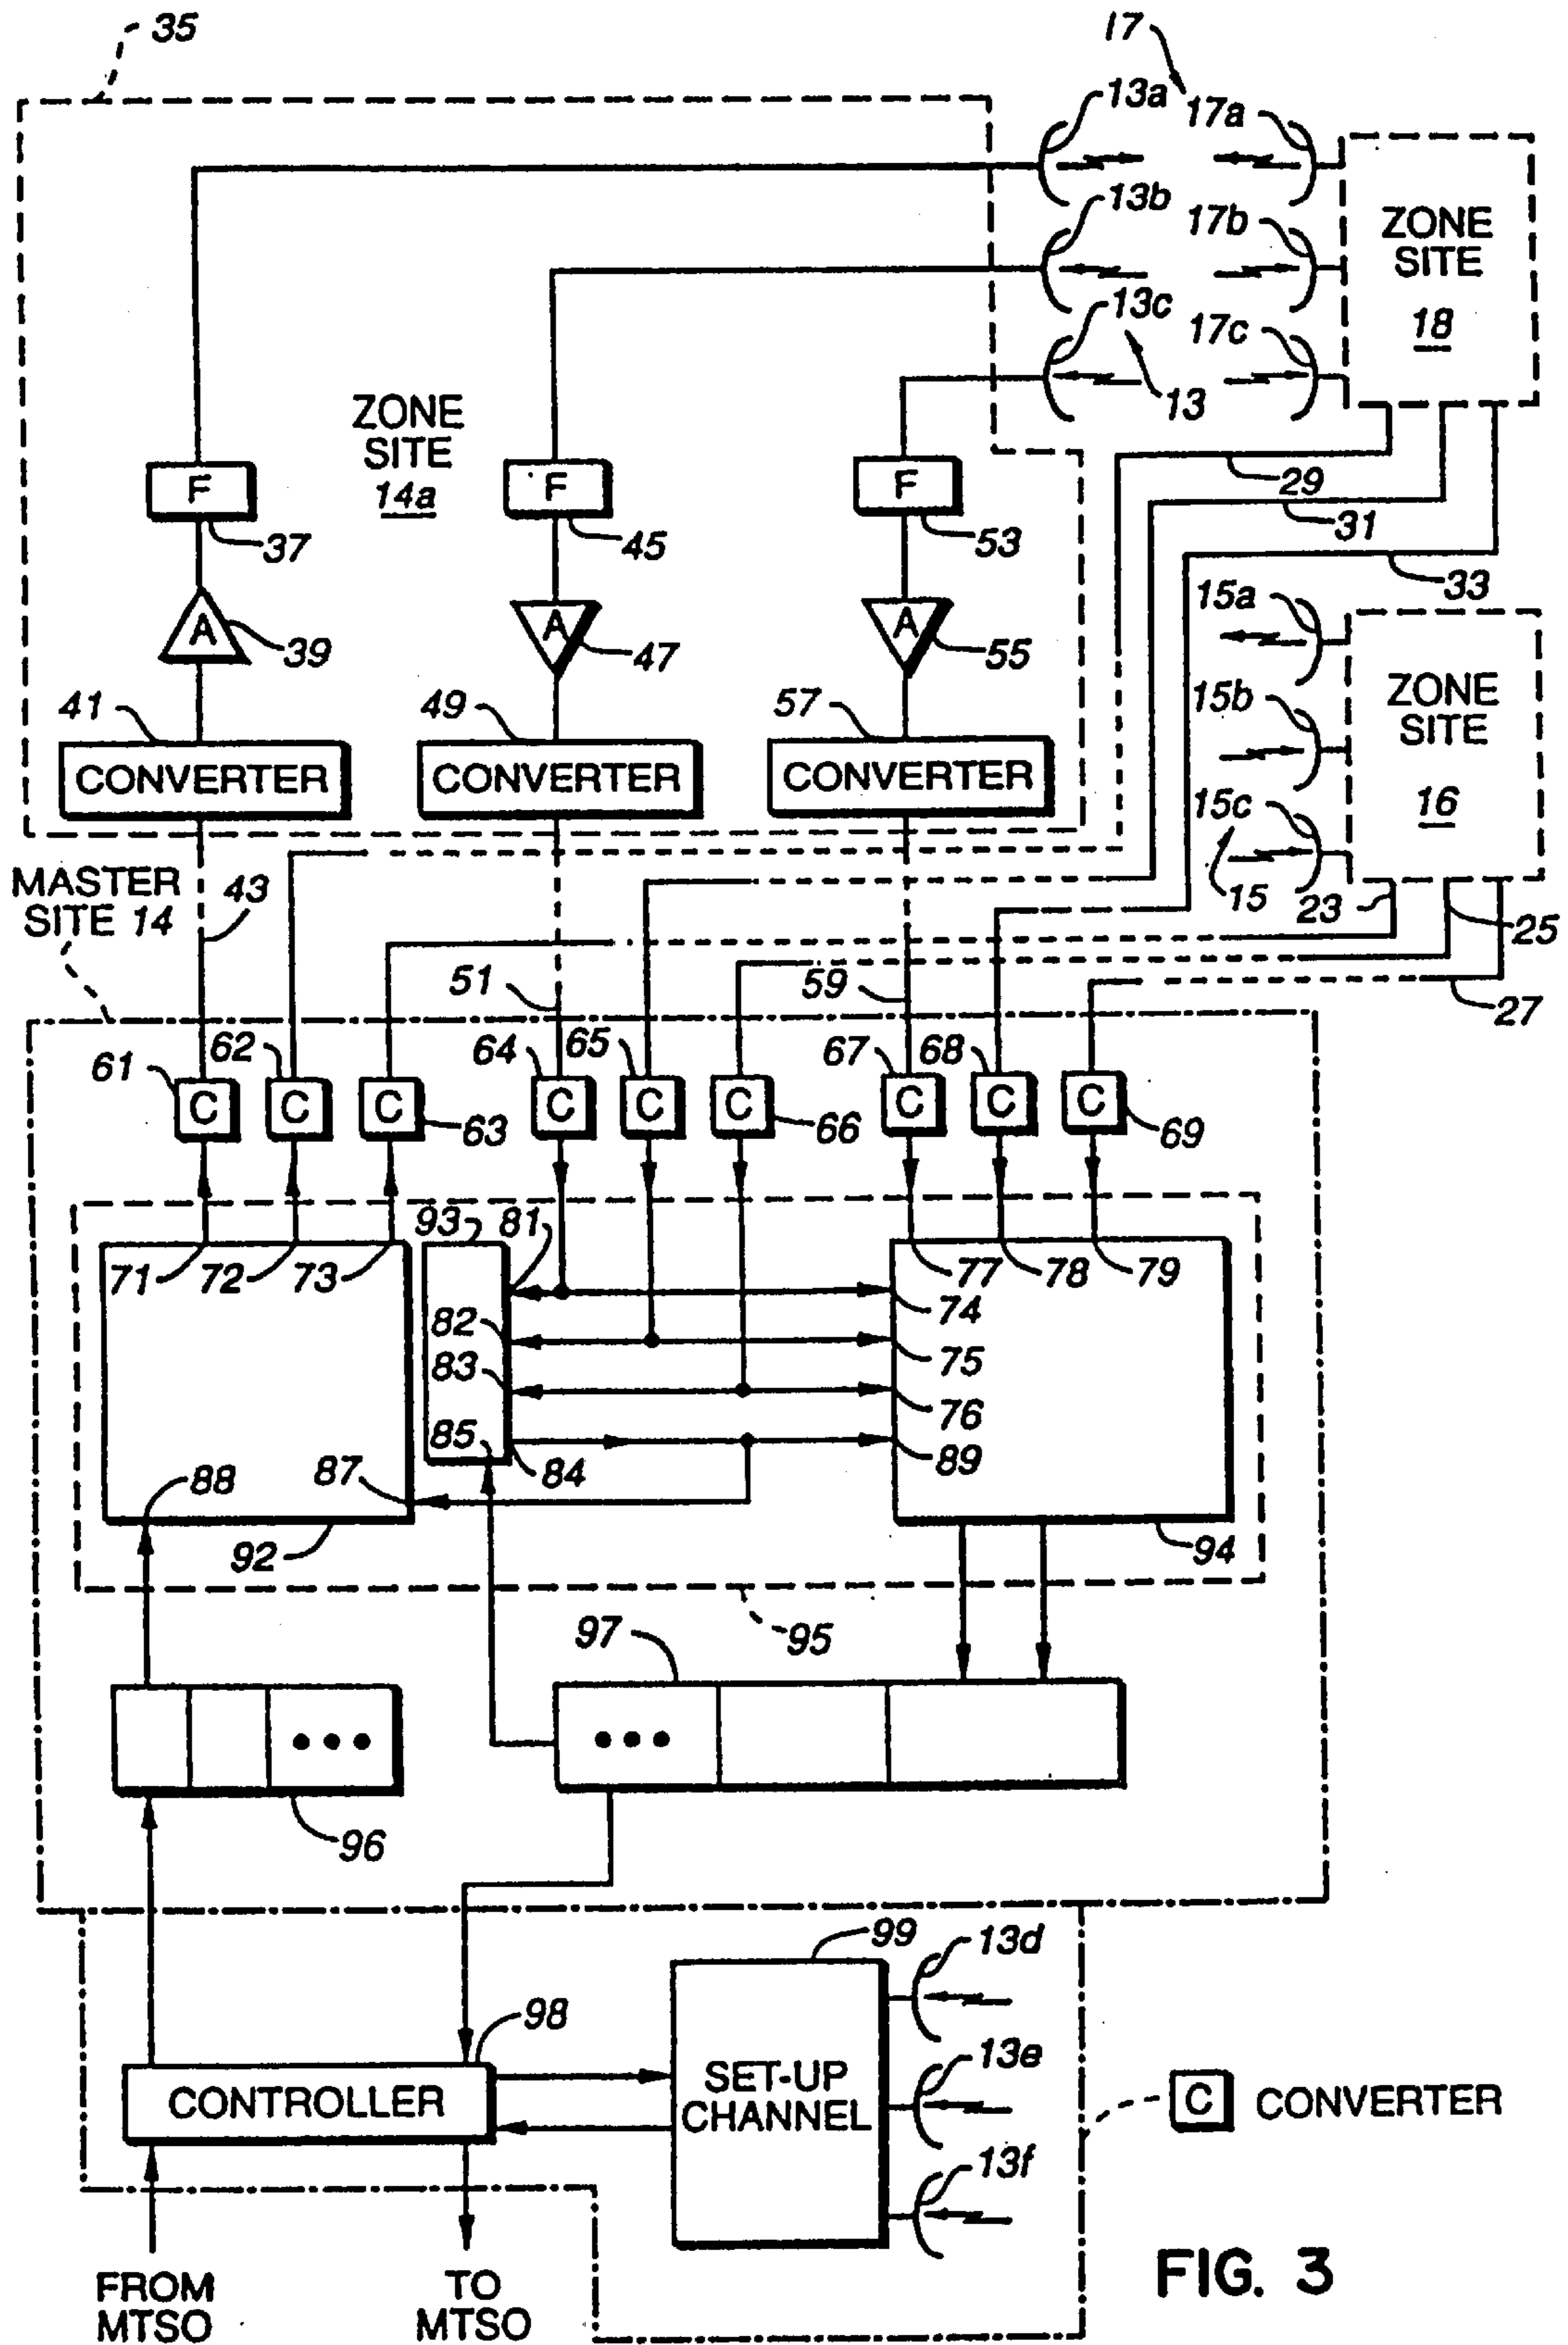 35
17
13a
17a
13b
17b
ZONE
SITE
18
13c
17c
13
ZONE
SITE
14a
F
F
F
29
37
45
53
31
33
A
39
A
47
A
55
15a
41
49
57
15b
ZONE
SITE
16
CONVERTER
CONVERTER
CONVERTER
15c
MASTER
SITE 14
43
15
23
25
51
59
27
61
62
64
65
67
68
C
C
C
C
C
C
C
C
C
63
66
69
71
72
73
93
81
77
78
79
82
74
83
75
76
85
88
87
84
89
92
94
95
97
•••
•••
96
99
13d
98
13e
CONTROLLER
SET-UP
CHANNEL
C CONVERTER
13f
FROM
MTSO
TO
MTSO
FIG. 3